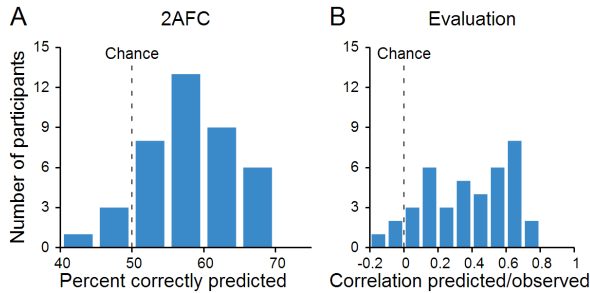 A
2AFC
Number of participants
15
12
9
6
3
0
Chance
40 50 60 70
Percent correctly predicted
B
Evaluation
15
12
9
6
3
0
Chance
-0.2 0 0.2 0.4 0.6 0.8 1
Correlation predicted/observed